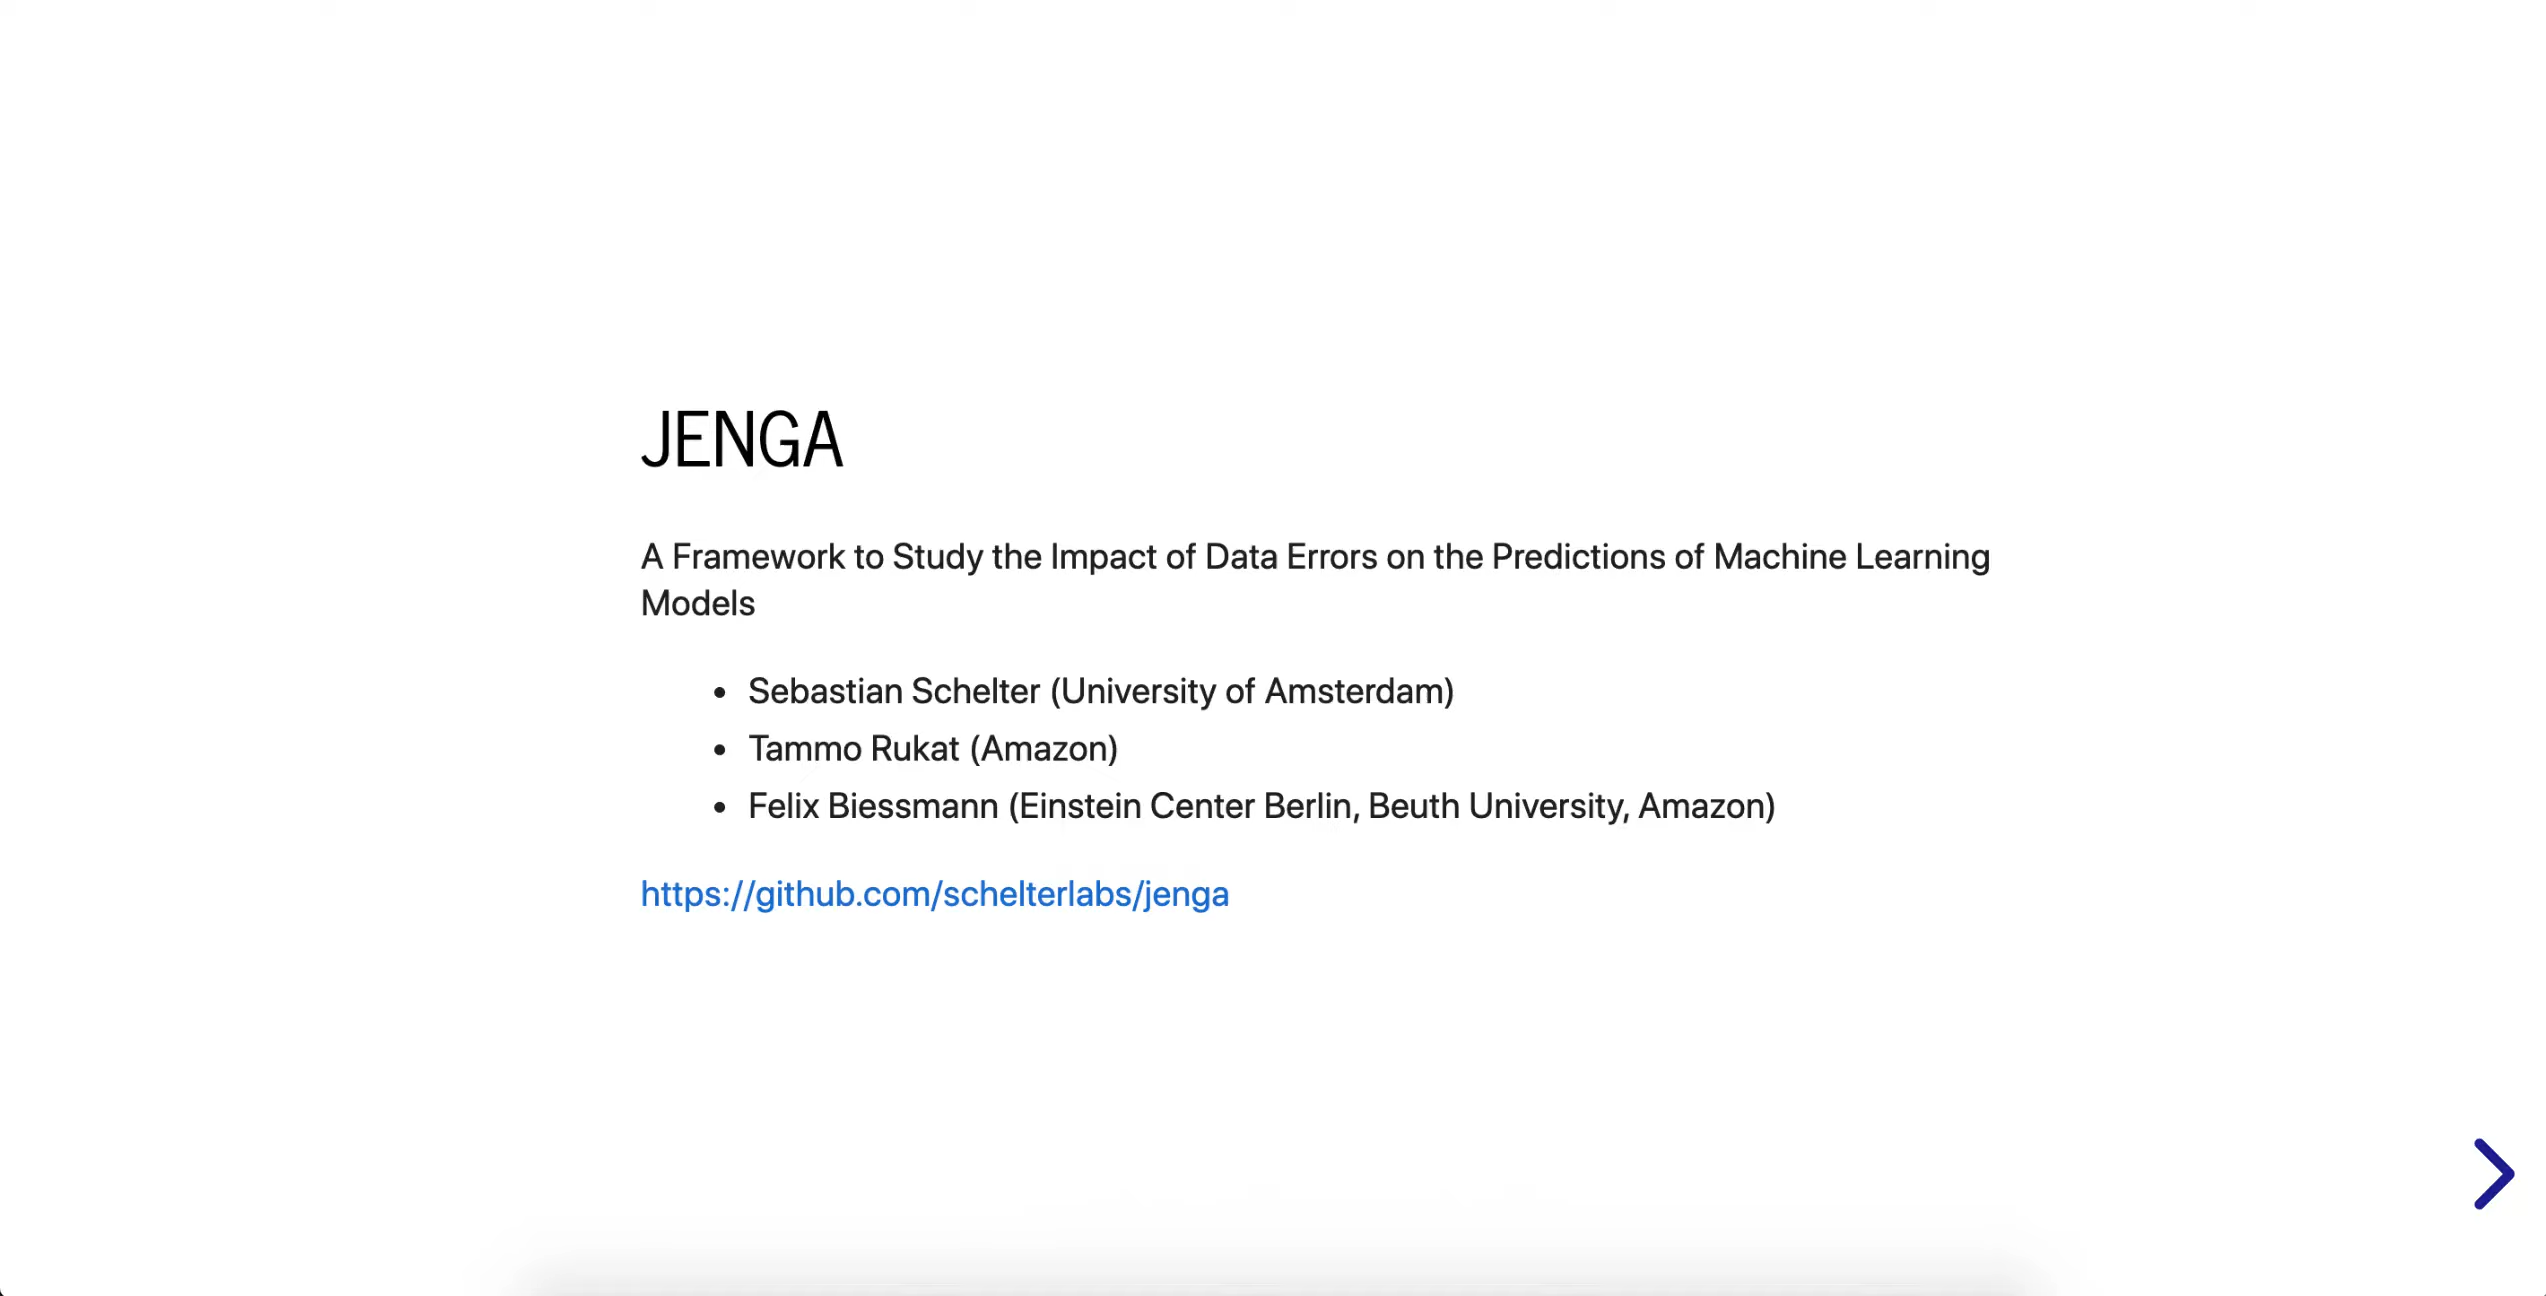 JENGA
A Framework to Study the Impact of Data Errors on the Predictions of Machine Learning
Models
• Sebastian Schelter (University of Amsterdam)
• Tammo Rukat (Amazon)
• Felix Biessmann (Einstein Center Berlin, Beuth University, Amazon)
https://github.com/schelterlabs/jenga